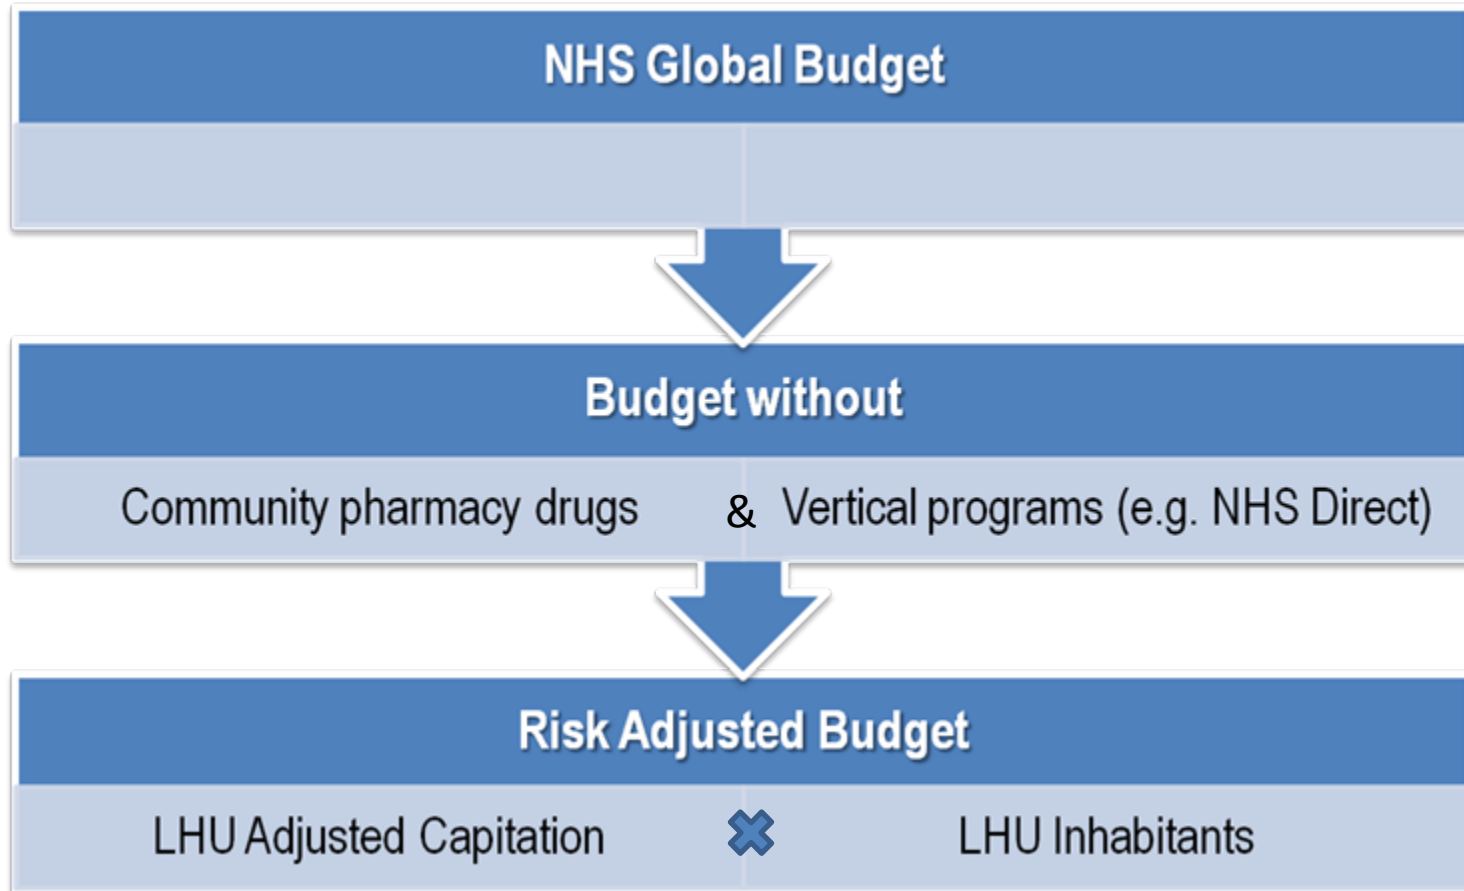 NHS Global Budget
Budget without
Community pharmacy drugs & Vertical programs (e.g. NHS Direct)
Risk Adjusted Budget
LHU Adjusted Capitation ✖ LHU Inhabitants